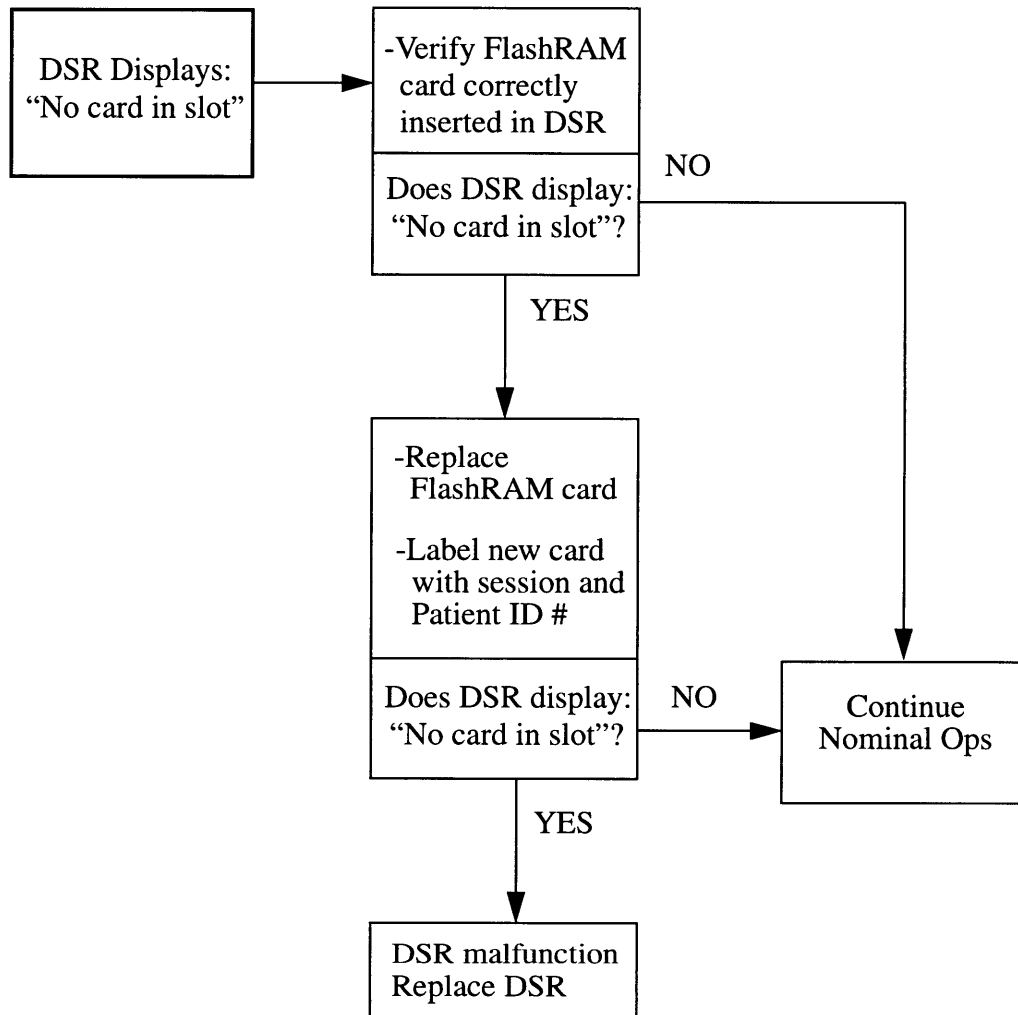 DSR Displays:
“No card in slot”
-Verify FlashRAM
card correctly
inserted in DSR
Does DSR display:
“No card in slot”?
NO
YES
-Replace
FlashRAM card
-Label new card
with session and
Patient ID #
Does DSR display:
“No card in slot”?
NO
Continue
Nominal Ops
YES
DSR malfunction
Replace DSR